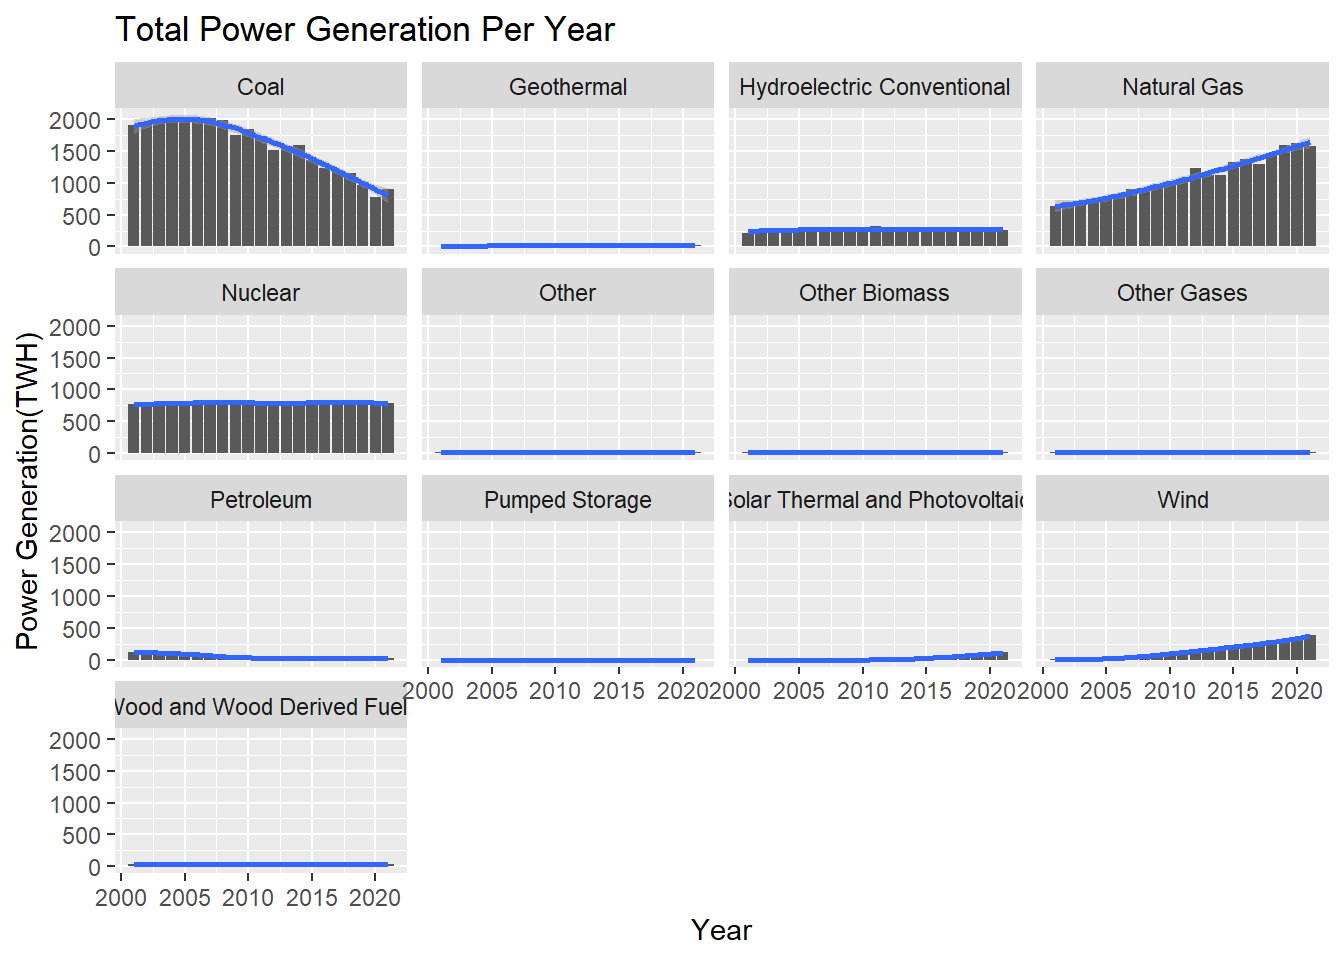 Total Power Generation Per Year
Coal
Geothermal
Hydroelectric Conventional
Natural Gas
2000
1500
1000
500
0
Nuclear
Other
Other Biomass
Other Gases
2000
1500
1000
500
0
Power Generation(TWH)
Petroleum
Pumped Storage
Solar Thermal and Photovoltaic
Wind
2000
1500
1000
500
0
2000 2005 2010 2015 2020
2000 2005 2010 2015 2020
2000 2005 2010 2015 2020
Wood and Wood Derived Fuel
2000
1500
1000
500
0
2000 2005 2010 2015 2020
Year